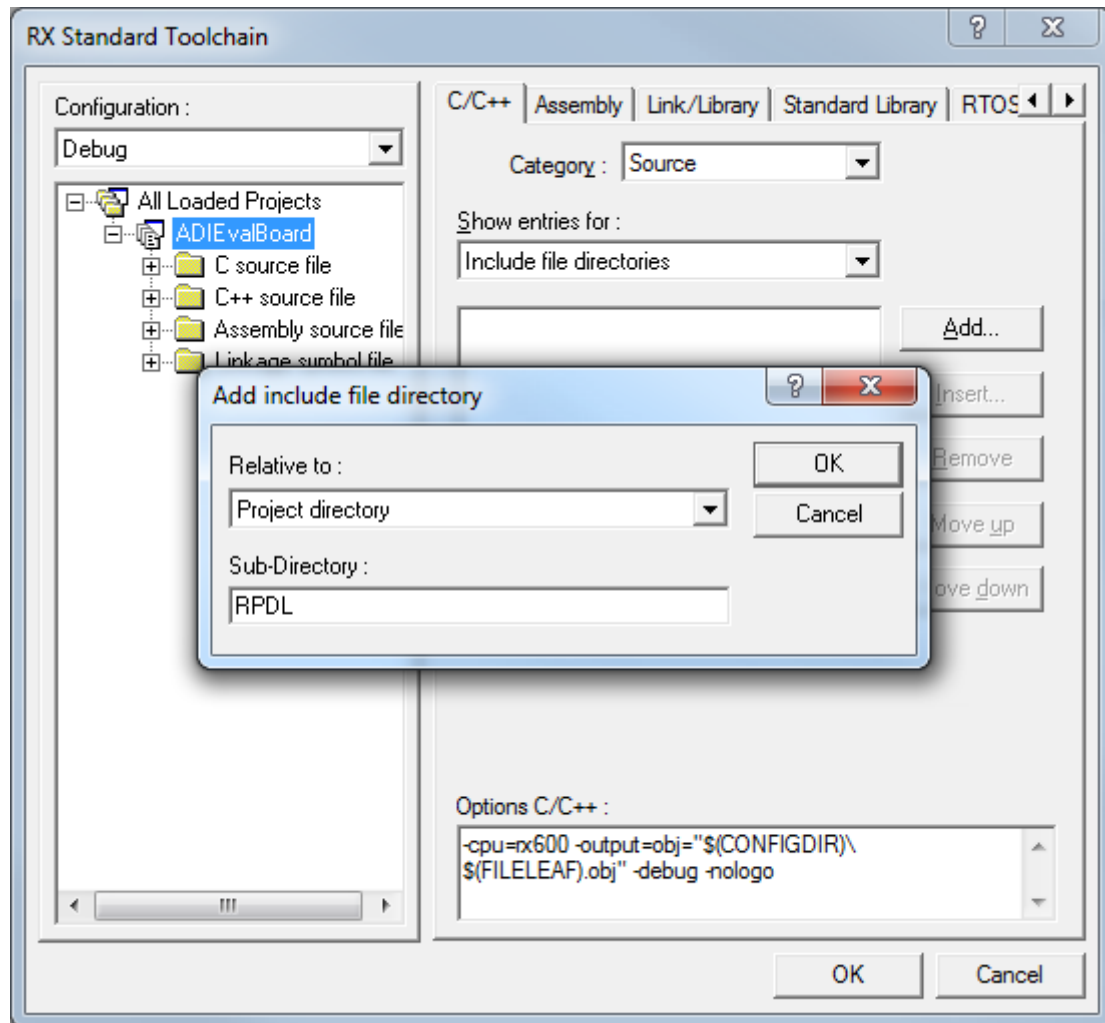 RX Standard Toolchain
Configuration :
Debug
All Loaded Projects
ADIEvalBoard
C source file
C++ source file
Assembly source file
Linkage symbol file
C/C++
Assembly
Link/Library
Standard Library
RTOS
Category :
Source
Show entries for :
Include file directories
Add...
Insert...
Remove
Move up
ove down
Add include file directory
Relative to :
Project directory
Sub-Directory :
RPDL
OK
Cancel
Options C/C++ :
-cpu=rx600 -output=obj="$(CONFIGDIR)\
$(FILELEAF).obj" -debug -nologo
OK
Cancel